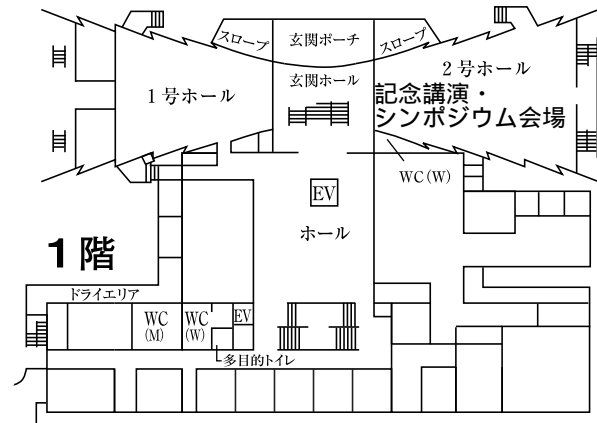 スロープ
玄関ポーチ
スロープ
1号ホール
玄関ホール
2号ホール
記念講演・
シンポジウム会場
WC(W)
EV
ホール
1階
ドライエリア
WC
(M)
WC
(W)
EV
多目的トイレ